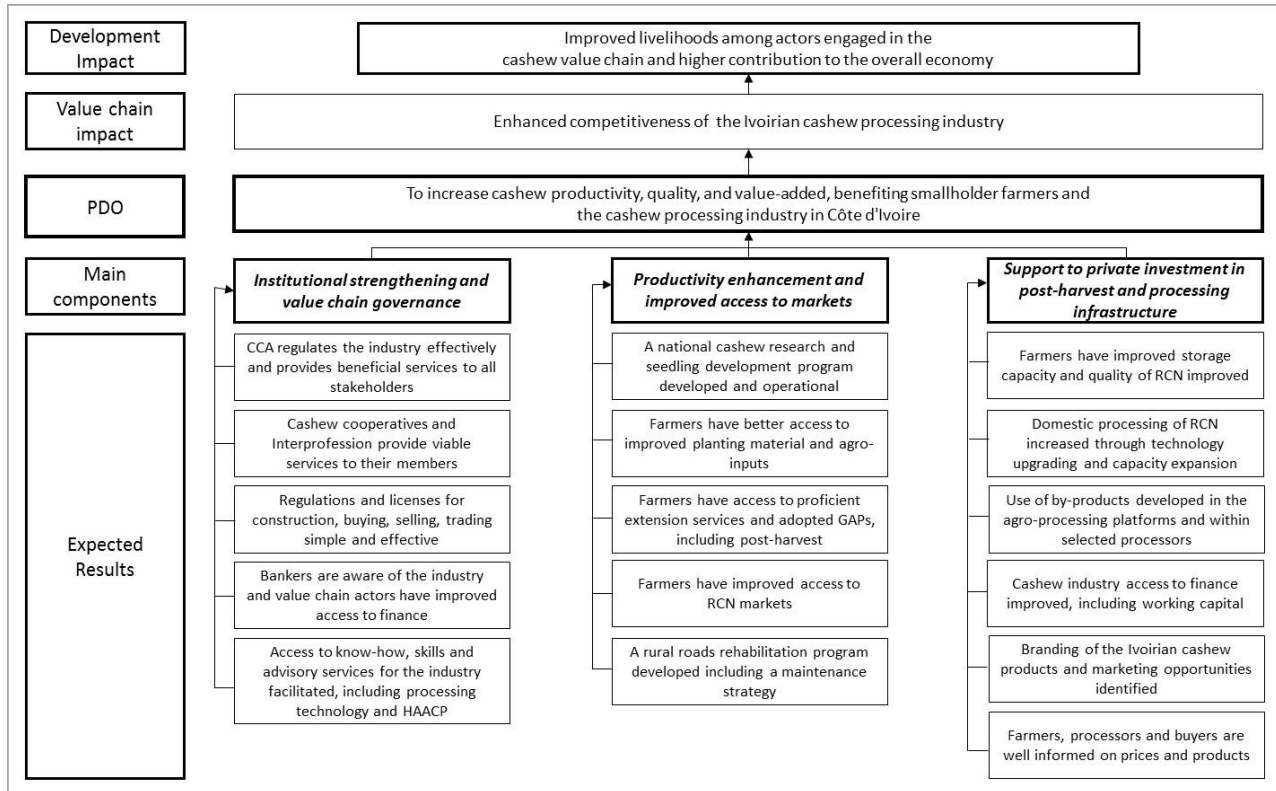 Development
Impact
Improved livelihoods among actors engaged in the
cashew value chain and higher contribution to the overall economy
Value chain
impact
Enhanced competitiveness of the Ivoirian cashew processing industry
PDO
To increase cashew productivity, quality, and value-added, benefiting smallholder farmers and
the cashew processing industry in Côte d'Ivoire
Main
components
Institutional strengthening and
value chain governance
Productivity enhancement and
improved access to markets
Support to private investment in
post-harvest and processing
infrastructure
Expected
Results
CCA regulates the industry effectively
and provides beneficial services to all
stakeholders
Cashew cooperatives and
Interprofession provide viable
services to their members
Regulations and licenses for
construction, buying, selling, trading
simple and effective
Bankers are aware of the industry
and value chain actors have improved
access to finance
Access to know-how, skills and
advisory services for the industry
facilitated, including processing
technology and HAACP
A national cashew research and
seedling development program
developed and operational
Farmers have better access to
improved planting material and agro-
inputs
Farmers have access to proficient
extension services and adopted GAPs,
including post-harvest
Farmers have improved access to
RCN markets
A rural roads rehabilitation program
developed including a maintenance
strategy
Farmers have improved storage
capacity and quality of RCN improved
Domestic processing of RCN
increased through technology
upgrading and capacity expansion
Use of by-products developed in the
agro-processing platforms and within
selected processors
Cashew industry access to finance
improved, including working capital
Branding of the Ivoirian cashew
products and marketing opportunities
identified
Farmers, processors and buyers are
well informed on prices and products